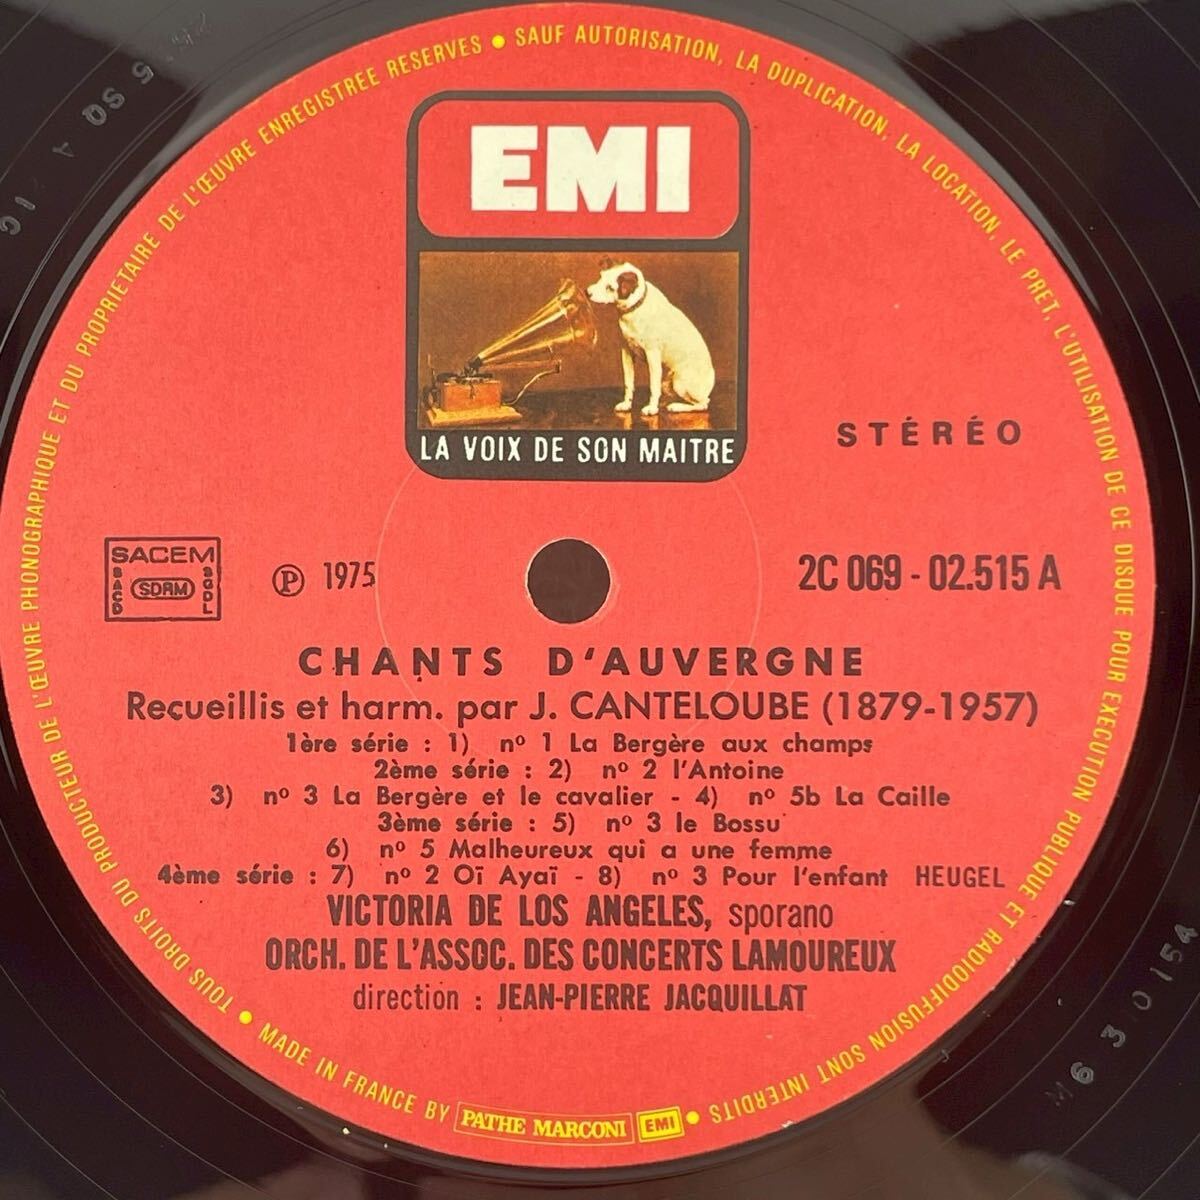 TOUS DROITS DU PRODUCTEUR DE L'ŒUVRE PHONOGRAPHIQUE ET DU PROPRIETAIRE DE L'ŒUVRE ENREGISTREE RESERVES • SAUF AUTORISATION, LA DUPLICATION, LA LOCATION, LE PRET, L'UTILISATION DE CE DISQUE POUR EXECUTION PUBLIQUE ET RADIODIFFUSION SONT INTERDITS •
EMI
LA VOIX DE SON MAITRE
STÉRÉO
SACEM
SACD
SDRM
SGDL
℗ 1975
2C 069 - 02.515 A
CHANTS D'AUVERGNE
Recueillis et harm. par J. CANTELOUBE (1879-1957)
1ère série : 1) nº 1 La Bergère aux champs
2ème série : 2) nº 2 l'Antoine
3) nº 3 La Bergère et le cavalier - 4) nº 5b La Caille
3ème série : 5) nº 3 le Bossu
6) nº 5 Malheureux qui a une femme
4ème série : 7) nº 2 Oï Ayaï - 8) nº 3 Pour l'enfant HEUGEL
VICTORIA DE LOS ANGELES, sporano
ORCH. DE L'ASSOC. DES CONCERTS LAMOUREUX
direction : JEAN-PIERRE JACQUILLAT
• MADE IN FRANCE BY PATHE MARCONI EMI •
M6 3 0 154